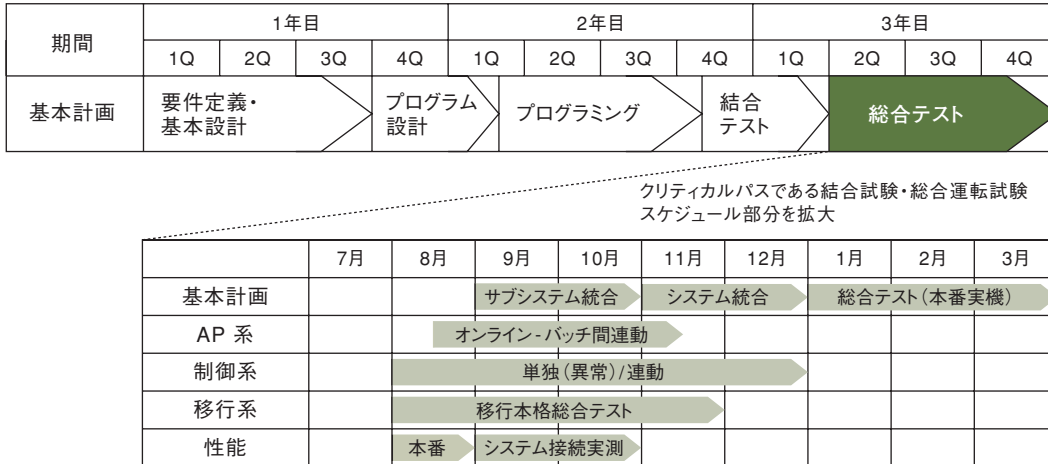 期間 1年目 2年目 3年目
1Q 2Q 3Q 4Q 1Q 2Q 3Q 4Q 1Q 2Q 3Q 4Q
基本計画 要件定義・基本設計 プログラム設計 プログラミング 結合テスト 総合テスト
クリティカルパスである結合試験・総合運転試験
スケジュール部分を拡大
7月 8月 9月 10月 11月 12月 1月 2月 3月
基本計画 サブシステム統合 システム統合 総合テスト(本番実機)
AP 系 オンライン-バッチ間連動
制御系 単独(異常)/連動
移行系 移行本格総合テスト
性能 本番 システム接続実測